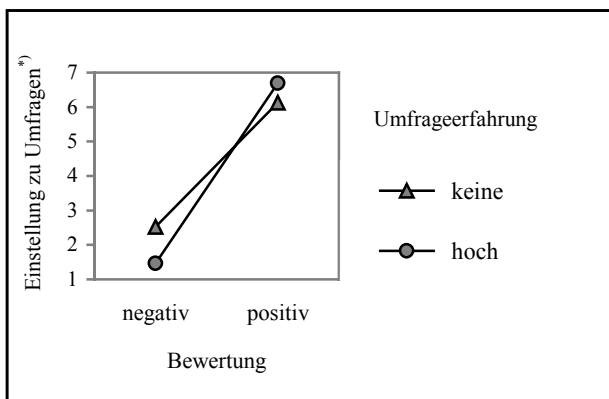 Einstellung zu Umfragen*)
7
6
5
4
3
2
1
negativ
positiv
Bewertung
Umfrageerfahrung
keine
hoch